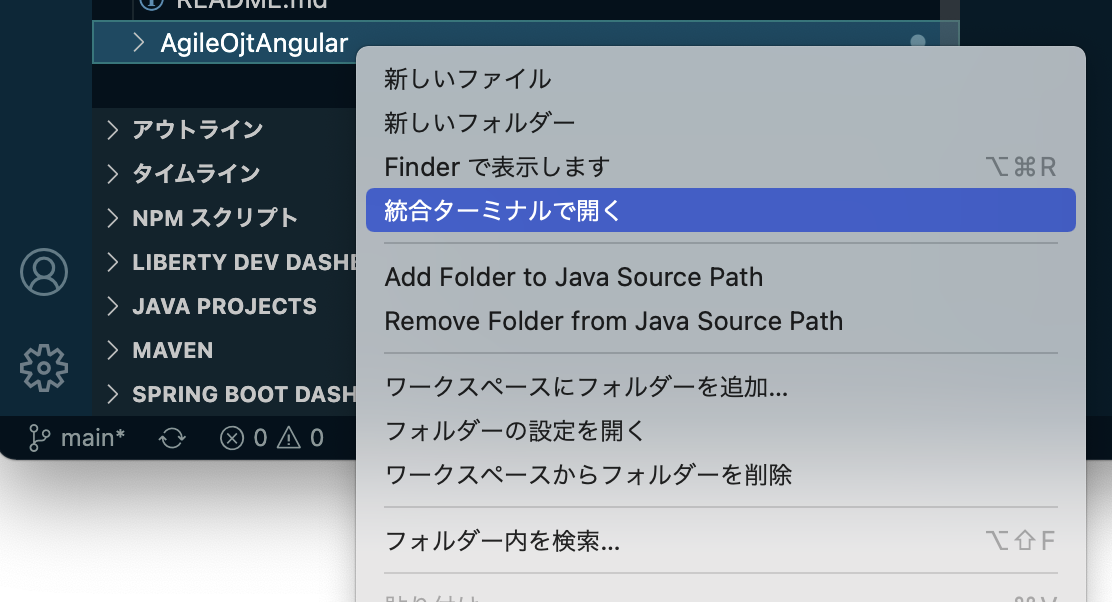 README.md
AgileOjtAngular
新しいファイル
新しいフォルダー
Finder で表示します ⌥⌘R
統合ターミナルで開く
Add Folder to Java Source Path
Remove Folder from Java Source Path
ワークスペースにフォルダーを追加...
フォルダーの設定を開く
ワークスペースからフォルダーを削除
フォルダー内を検索... ⌥⇧F
アウトライン
タイムライン
NPM スクリプト
LIBERTY DEV DASH
JAVA PROJECTS
MAVEN
SPRING BOOT DASH
main* 0 0